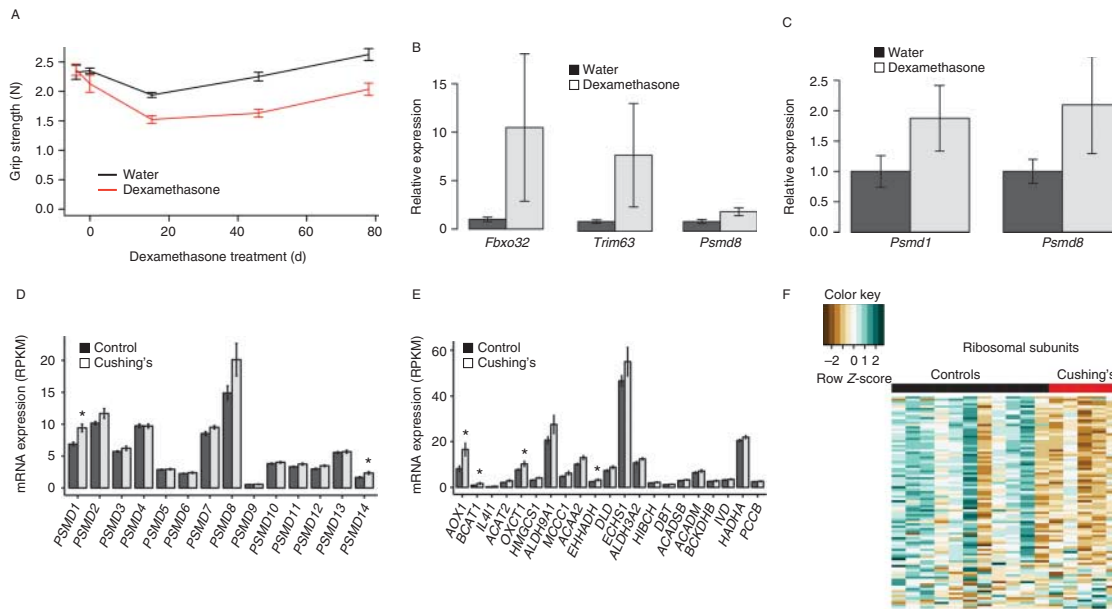 A
Grip strength (N)
2.5
2.0
1.5
1.0
0.5
0.0
Water
Dexamethasone
0
20
40
60
80
Dexamethasone treatment (d)
B
Water
Dexamethasone
Relative expression
15
10
5
0
Fbxo32 Trim63 Psmd8
C
Water
Dexamethasone
Relative expression
2.5
2.0
1.5
1.0
0.5
0.0
Psmd1 Psmd8
D
Control
Cushing's
mRNA expression (RPKM)
20
15
10
5
0
*
*
PSMD1
PSMD2
PSMD3
PSMD4
PSMD5
PSMD6
PSMD7
PSMD8
PSMD9
PSMD10
PSMD11
PSMD12
PSMD13
PSMD14
E
Control
Cushing's
mRNA expression (RPKM)
60
40
20
0
*
*
*
*
AOX1
BCAT1
IL4I1
ACAT2
OXCT1
HMGCS1
ALDH9A1
MCCC1
ACAA2
EHHADH
DLD
ECHS1
ALDH3A2
HIBCH
DBT
ACADSB
ACADM
BCKDHB
IVD
HADHA
PCCB
F
Color key
–2 0 1 2
Row Z-score
Ribosomal subunits
Controls Cushing's